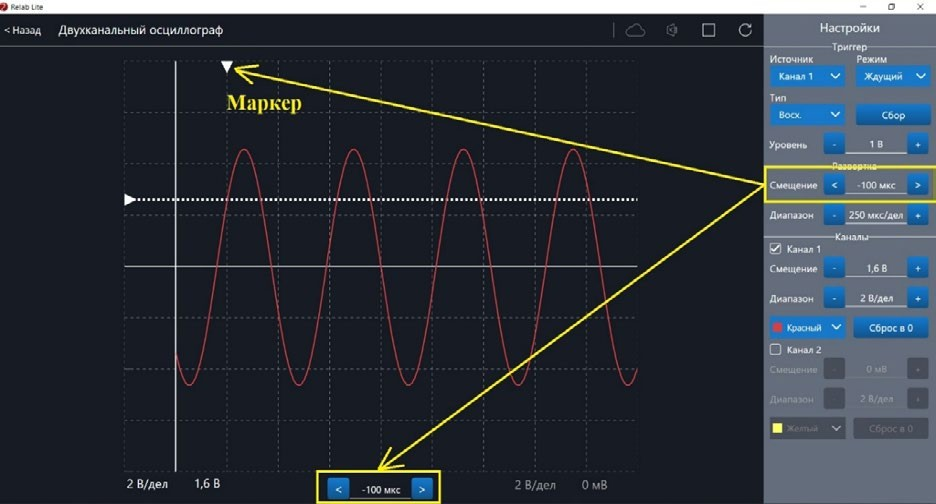 Relab Lite
< Назад
Двухканальный осциллограф
Настройки
Триггер
Источник Режим
Канал 1 Ждущий
Тип
Восх. Сбор
Уровень - 1 В +
Развертка
Смещение < -100 мкс >
Диапазон - 250 мкс/дел +
Каналы
Канал 1
Смещение - 1,6 В +
Диапазон - 2 В/дел +
Красный Сброс в 0
Канал 2
Смещение - 0 мВ +
Диапазон - 2 В/дел +
Желтый Сброс в 0
Маркер
2 В/дел 1,6 В < -100 мкс > 2 В/дел 0 мВ